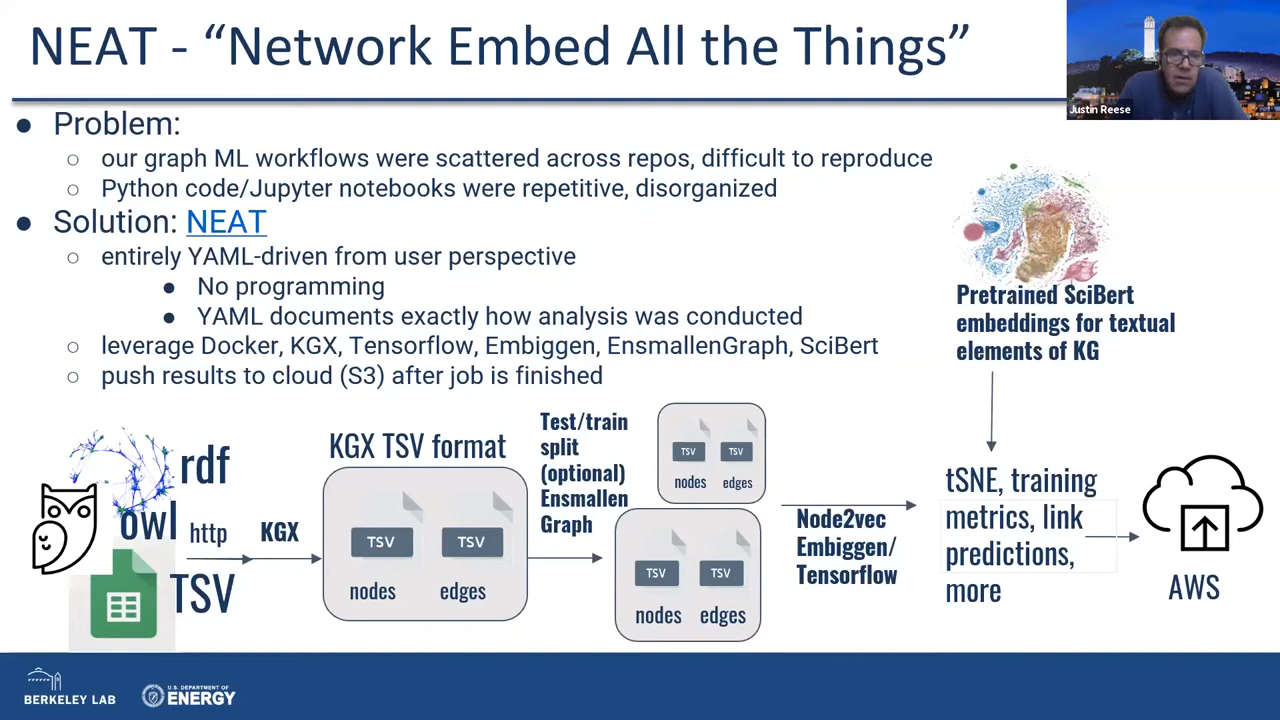 NEAT - “Network Embed All the Things”
Justin Reese
● Problem:
○ our graph ML workflows were scattered across repos, difficult to reproduce
○ Python code/Jupyter notebooks were repetitive, disorganized
● Solution: NEAT
○ entirely YAML-driven from user perspective
● No programming
● YAML documents exactly how analysis was conducted
○ leverage Docker, KGX, Tensorflow, Embiggen, EnsmallenGraph, SciBert
○ push results to cloud (S3) after job is finished
Pretrained SciBert
embeddings for textual
elements of KG
rdf
owl
http
TSV
KGX
KGX TSV format
TSV
TSV
nodes
edges
Test/train
split
(optional)
Ensmallen
Graph
TSV
TSV
nodes
edges
TSV
TSV
nodes
edges
Node2vec
Embiggen/
Tensorflow
tSNE, training
metrics, link
predictions,
more
AWS
BERKELEY LAB
U.S. DEPARTMENT OF
ENERGY